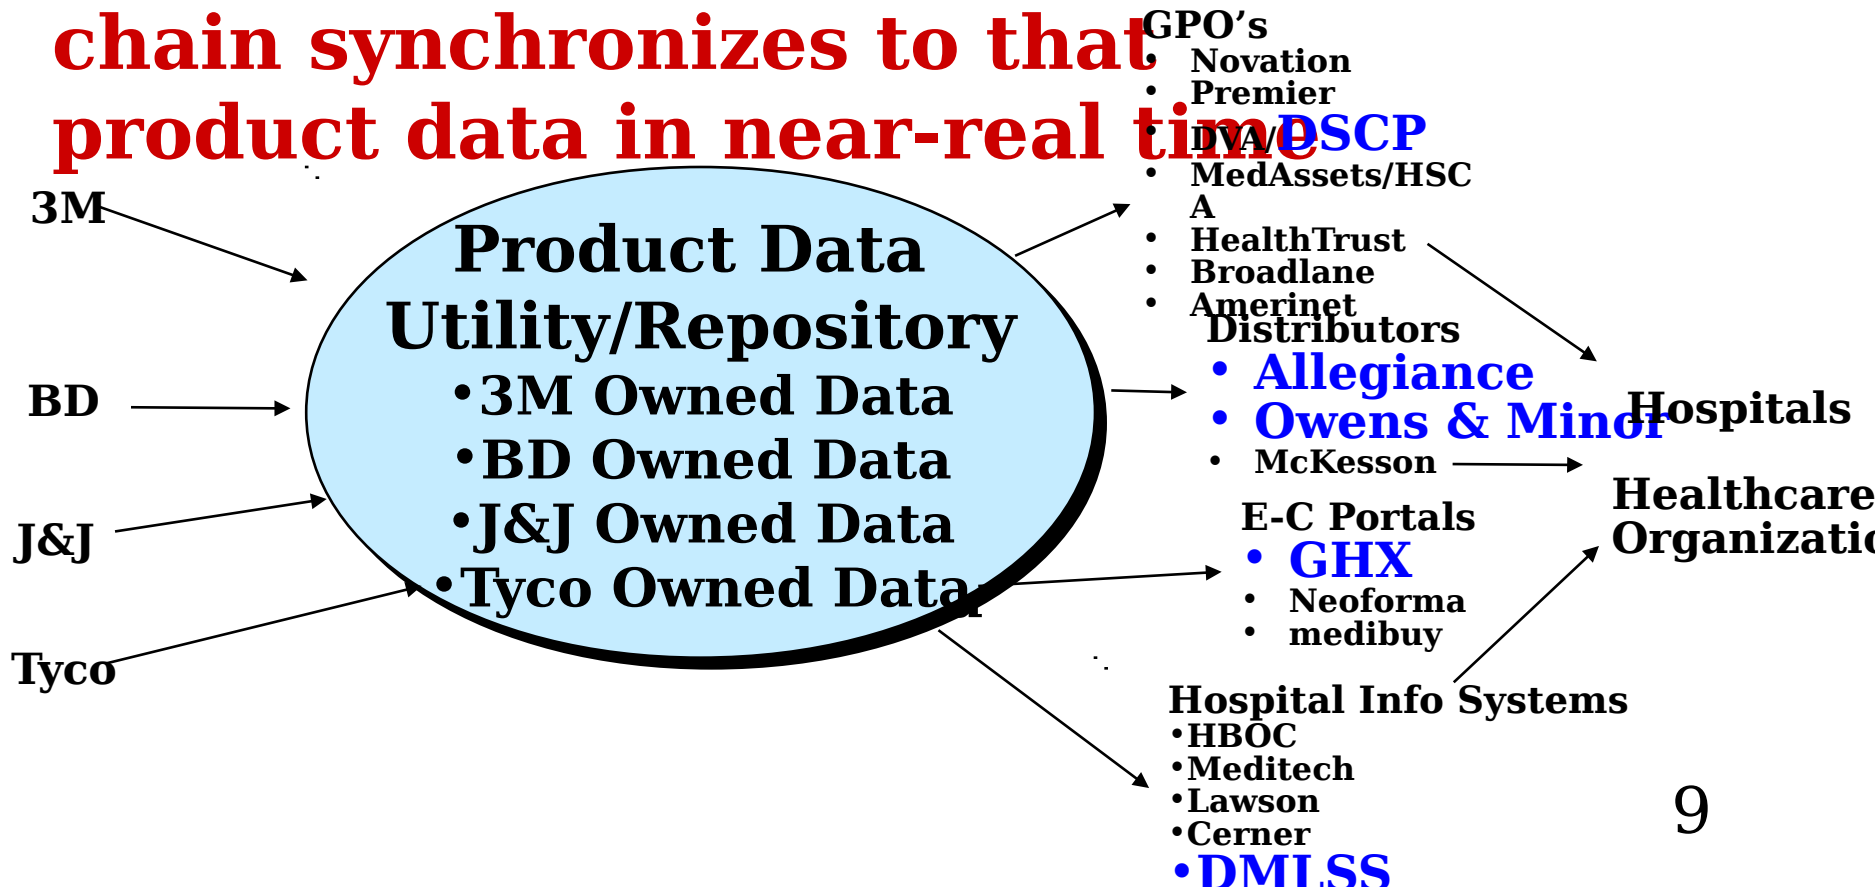 chain synchronizes to that
product data in near-real time
3M
BD
J&J
Tyco
Product Data
Utility/Repository
•3M Owned Data
•BD Owned Data
•J&J Owned Data
•Tyco Owned Data
GPO’s
• Novation
• Premier
• DVA/DSCP
• MedAssets/HSC
A
• HealthTrust
• Broadlane
• Amerinet
Distributors
• Allegiance
• Owens & Minor
• McKesson
E-C Portals
• GHX
• Neoforma
• medibuy
Hospital Info Systems
•HBOC
•Meditech
•Lawson
•Cerner
•DMLSS
Hospitals
Healthcare
Organizatio
9